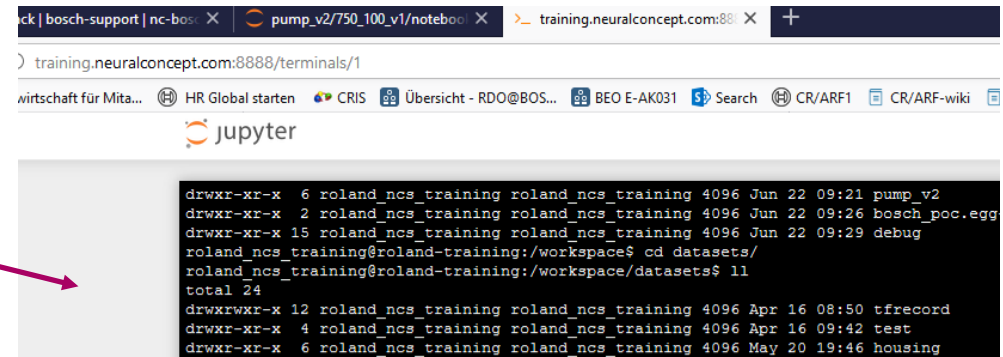 ack | bosch-support | nc-bosc X pump_v2/750_100_v1/notebool X training.neuralconcept.com:888 X +
training.neuralconcept.com:8888/terminals/1
wirtschaft für Mita... HR Global starten CRIS Übersicht - RDO@BOS... BEO E-AK031 Search CR/ARF1 CR/ARF-wiki
jupyter
drwxr-xr-x 6 roland_ncs_training roland_ncs_training 4096 Jun 22 09:21 pump_v2
drwxr-xr-x 2 roland_ncs_training roland_ncs_training 4096 Jun 22 09:26 bosch_poc.egg-
drwxr-xr-x 15 roland_ncs_training roland_ncs_training 4096 Jun 22 09:29 debug
roland_ncs_training@roland-training:/workspace$ cd datasets/
roland_ncs_training@roland-training:/workspace/datasets$ ll
total 24
drwxrwxr-x 12 roland_ncs_training roland_ncs_training 4096 Apr 16 08:50 tfrecord
drwxr-xr-x 4 roland_ncs_training roland_ncs_training 4096 Apr 16 09:42 test
drwxr-xr-x 6 roland_ncs_training roland_ncs_training 4096 May 20 19:46 housing